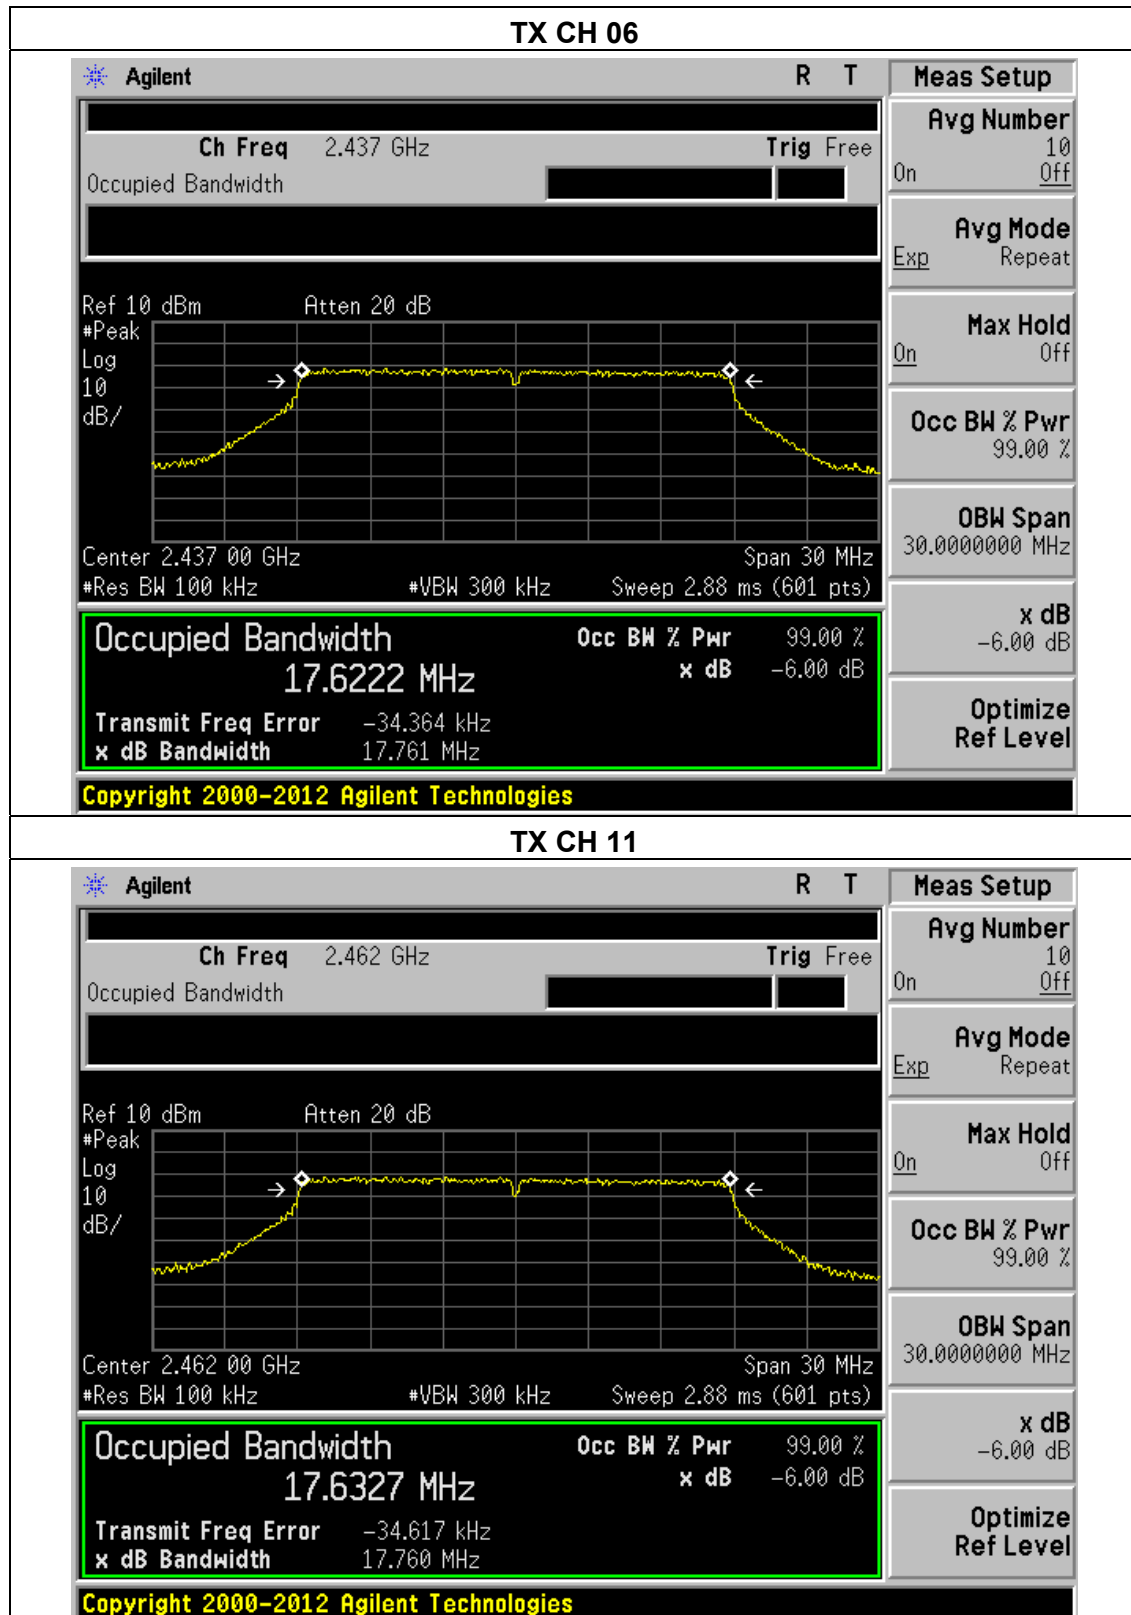 TX CH 06
Agilent R T Meas Setup
Ch Freq 2.437 GHz Trig Free
Occupied Bandwidth
Avg Number
10
On Off
Avg Mode
Exp Repeat
Max Hold
On Off
Occ BW % Pwr
99.00 %
OBW Span
30.0000000 MHz
x dB
-6.00 dB
Optimize
Ref Level
Ref 10 dBm Atten 20 dB
#Peak
Log
10
dB/
Center 2.437 00 GHz Span 30 MHz
#Res BW 100 kHz #VBW 300 kHz Sweep 2.88 ms (601 pts)
Occupied Bandwidth Occ BW % Pwr 99.00 %
17.6222 MHz x dB -6.00 dB
Transmit Freq Error -34.364 kHz
x dB Bandwidth 17.761 MHz
Copyright 2000-2012 Agilent Technologies
TX CH 11
Agilent R T Meas Setup
Ch Freq 2.462 GHz Trig Free
Occupied Bandwidth
Avg Number
10
On Off
Avg Mode
Exp Repeat
Max Hold
On Off
Occ BW % Pwr
99.00 %
OBW Span
30.0000000 MHz
x dB
-6.00 dB
Optimize
Ref Level
Ref 10 dBm Atten 20 dB
#Peak
Log
10
dB/
Center 2.462 00 GHz Span 30 MHz
#Res BW 100 kHz #VBW 300 kHz Sweep 2.88 ms (601 pts)
Occupied Bandwidth Occ BW % Pwr 99.00 %
17.6327 MHz x dB -6.00 dB
Transmit Freq Error -34.617 kHz
x dB Bandwidth 17.760 MHz
Copyright 2000-2012 Agilent Technologies